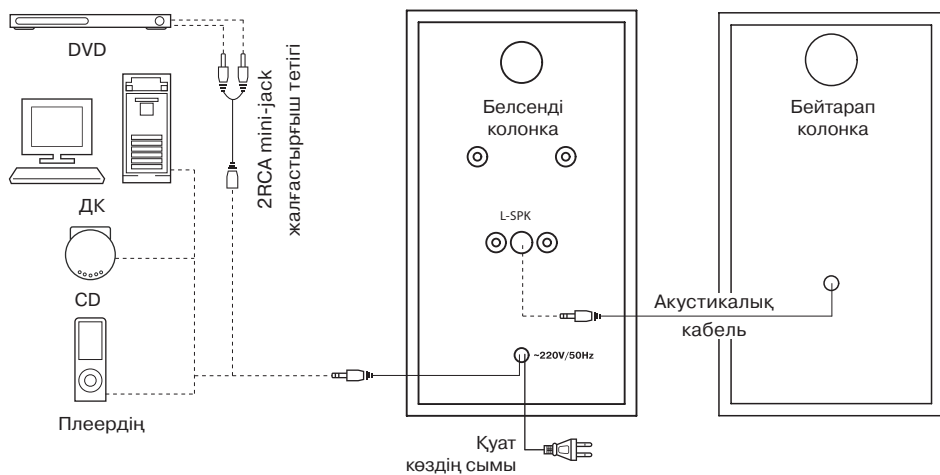 DVD
ДК
CD
Плеердің
2RCA mini-jack
жалғастырғыш тетігі
Белсенді
колонка
L-SPK
~220V/50Hz
Қуат
көздің сымы
Акустикалық
кабель
Бейтарап
колонка